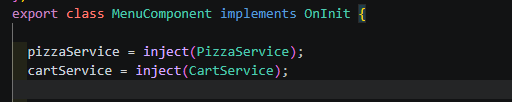 export class MenuComponent implements OnInit {
pizzaService = inject(PizzaService);
cartService = inject(CartService);